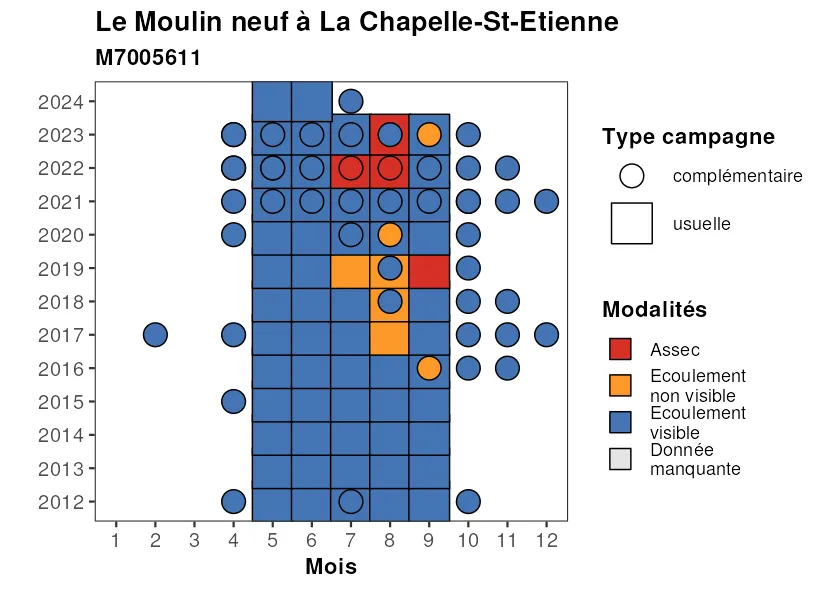 Le Moulin neuf à La Chapelle-St-Etienne
M7005611
2024
2023
2022
2021
2020
2019
2018
2017
2016
2015
2014
2013
2012
1 2 3 4 5 6 7 8 9 10 11 12
Mois
Type campagne
complémentaire
usuelle
Modalités
Assec
Ecoulement
non visible
Ecoulement
visible
Donnée
manquante